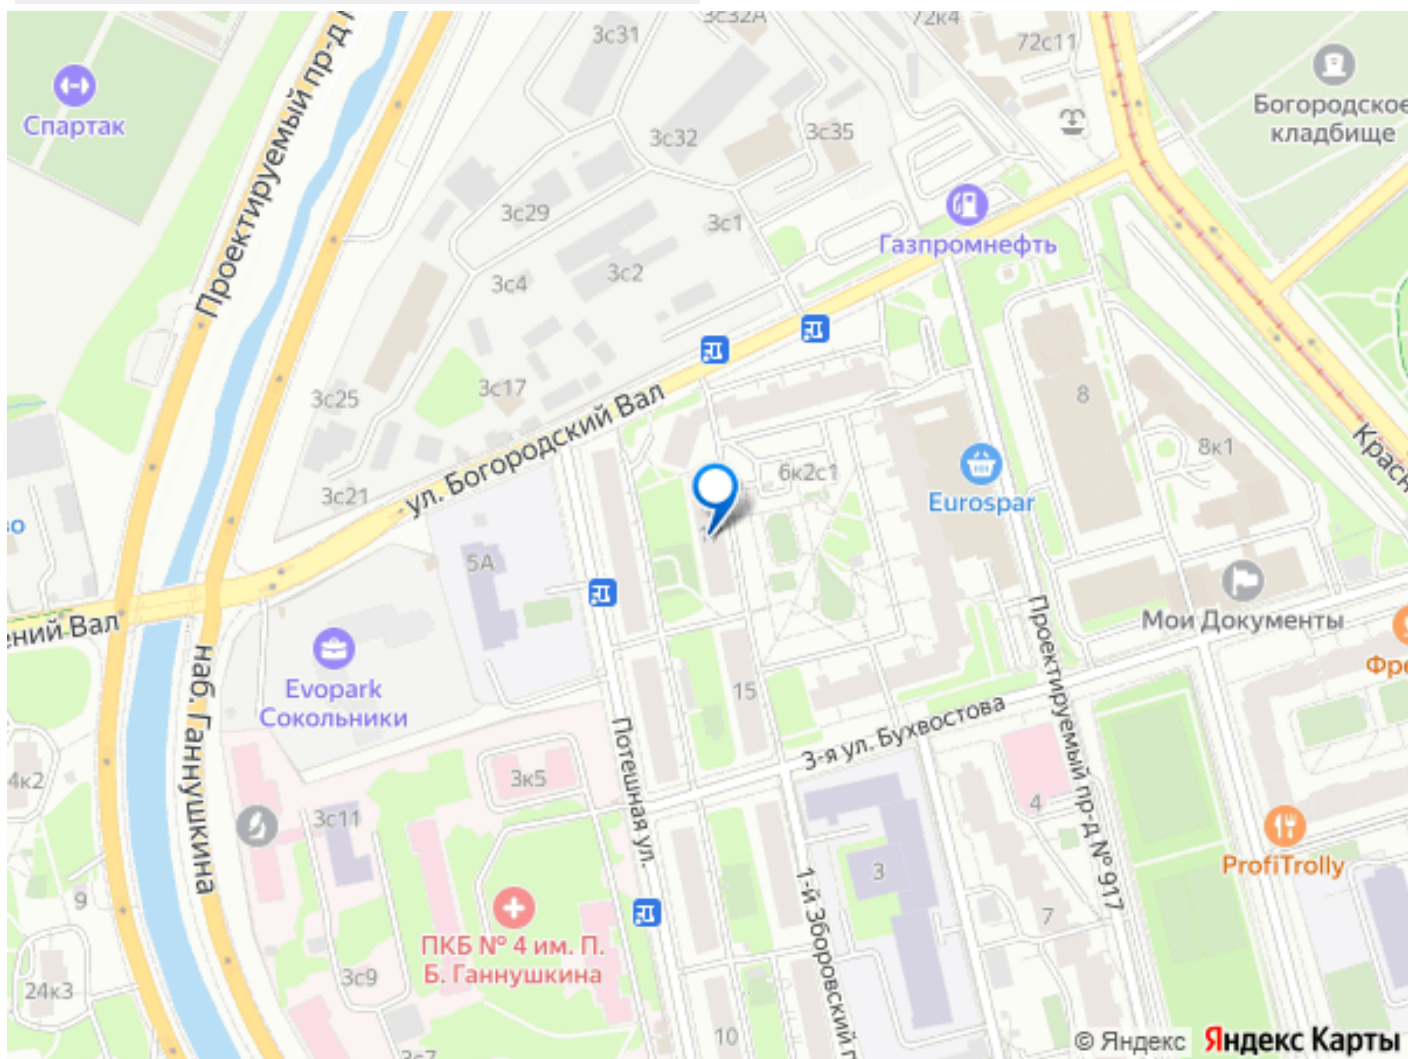 3с32А
72к4
3с31
72с11
Спартак
Проектируемый пр-д
Богородское
кладбище
3с32
3с35
3с29
3с1
Газпромнефть
3с2
3с4
3с17
3с25
8
ул. Богородский Вал
Красн
8к1
6к2с1
3с21
Eurospar
5А
Мои Документы
ений Вал
Проектируемый пр-д № 917
наб. Ганнушкина
Evopark
Сокольники
15
3-я ул. Бухвостова
Потешная ул.
4к2
3к5
4
3с11
3
ProfiTrolly
1-й Зборовский п
9
7
ПКБ № 4 им. П.
Б. Ганнушкина
3с9
24к3
10
3с7
© Яндекс Яндекс Карты